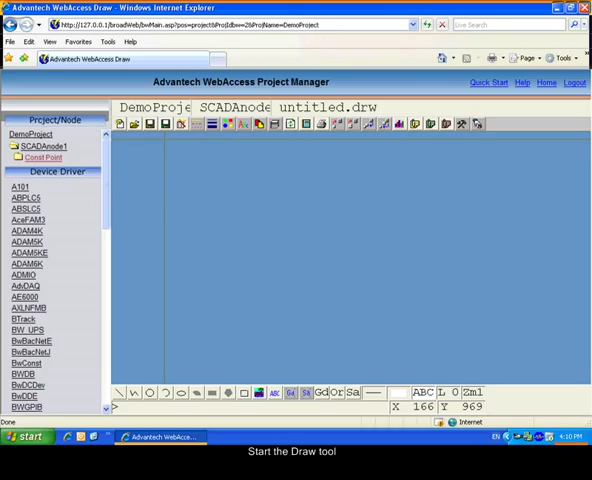 Advantech WebAccess Draw - Windows Internet Explorer
http://127.0.0.1/broadWeb/bwMain.asp?pos=project&ProjIdbw=2&ProjName=DemoProject
Live Search
File Edit View Favorites Tools Help
Advantech WebAccess Draw
Page Tools
Advantech WebAccess Project Manager
Quick Start Help Home Logout
DemoProje SCADAnode untitled.drw
Project/Node
DemoProject
SCADAnode1
Const Point
Device Driver
A101
ABPLC5
ABSLC5
AceFAM3
ADAM4K
ADAM5K
ADAM5KE
ADAM6K
ADMIO
AdvDAQ
AE6000
AXLNFMB
BTrack
BW_UPS
BwBacNetE
BwBacNetJ
BwConst
BWDB
BwDCDev
BwDDE
BWGPIB
ABC Gd Sa Gd Or Sa ABC L 0 Zm1
> X 166 Y 969
Done Internet
start Advantech WebAcce... EN 4:10 PM
Start the Draw tool